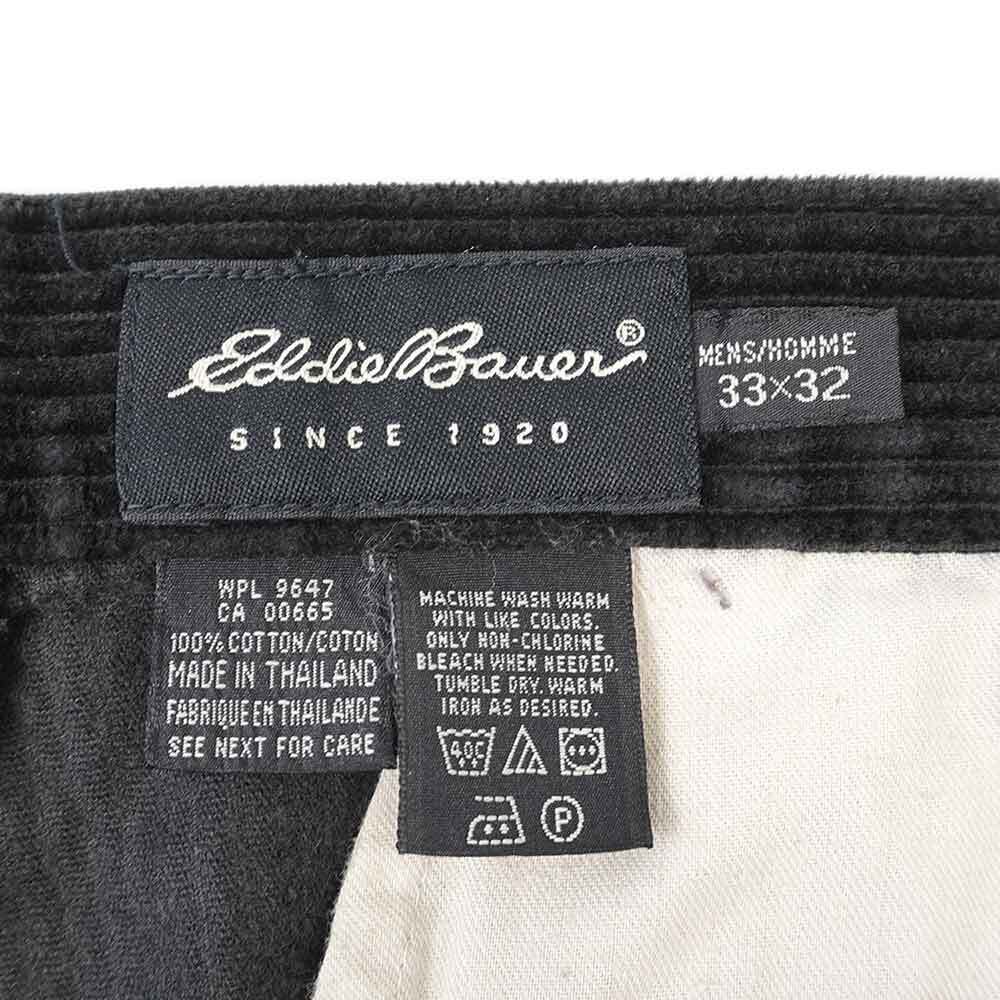 Eddie Bauer®
SINCE 1920
MENS/HOMME
33×32
WPL 9647
CA 00665
100% COTTON/COTON
MADE IN THAILAND
FABRIQUE EN THAILANDE
SEE NEXT FOR CARE
MACHINE WASH WARM
WITH LIKE COLORS.
ONLY NON-CHLORINE
BLEACH WHEN NEEDED.
TUMBLE DRY. WARM
IRON AS DESIRED.
40C
P